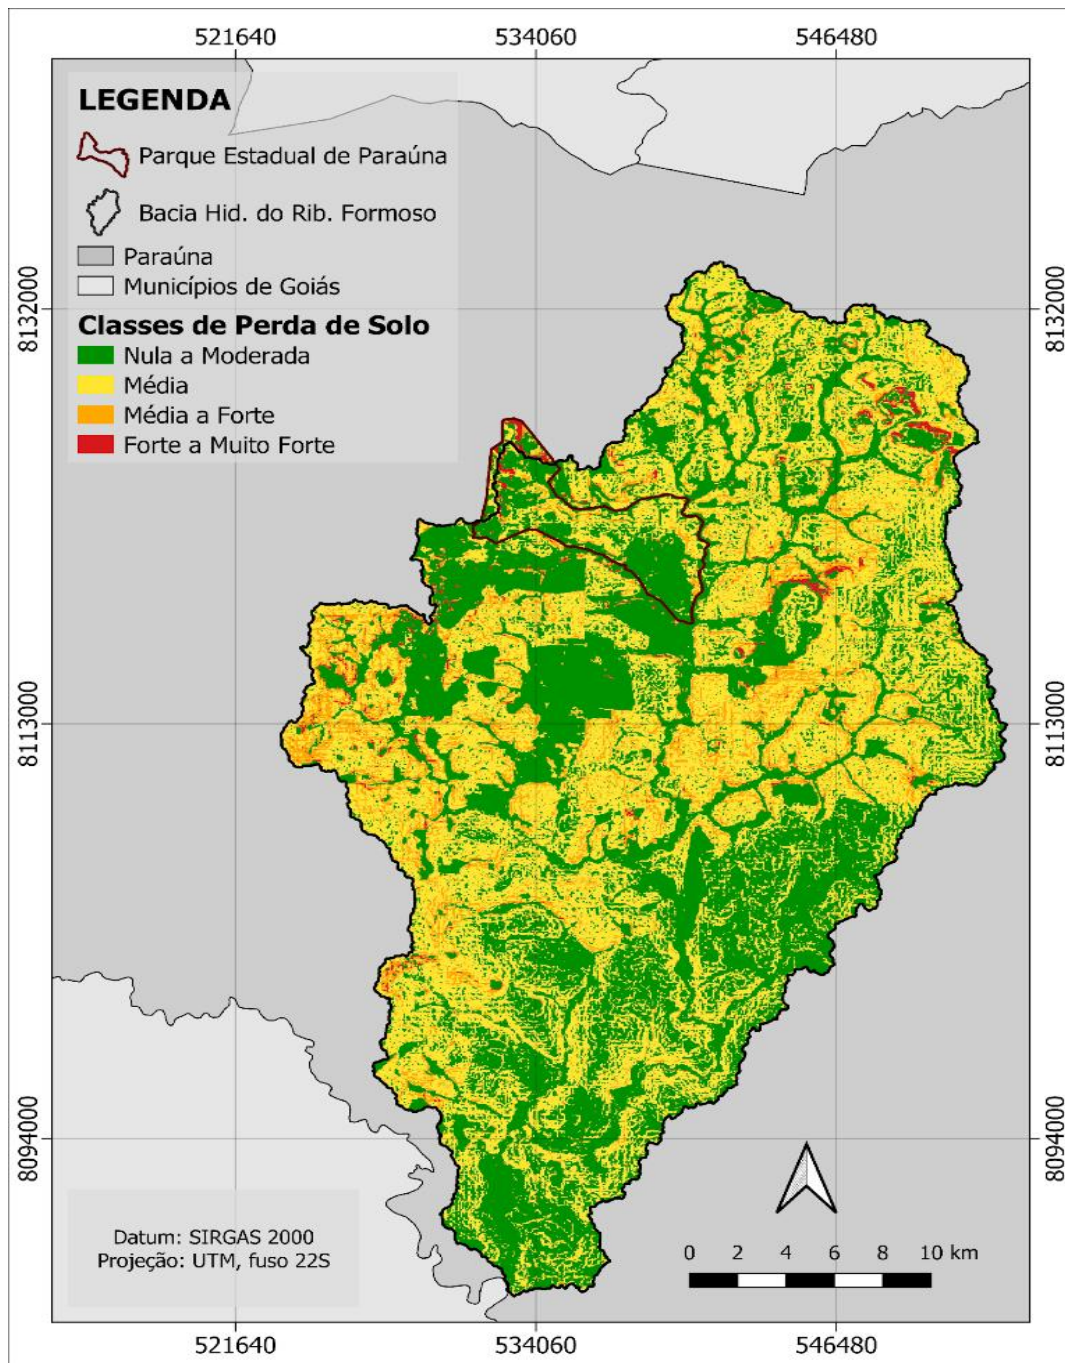 521640 534060 546480
LEGENDA
Parque Estadual de Paraúna
Bacia Hid. do Rib. Formoso
Paraúna
Municípios de Goiás
Classes de Perda de Solo
Nula a Moderada
Média
Média a Forte
Forte a Muito Forte
8132000 8132000
8113000 8113000
8094000 8094000
Datum: SIRGAS 2000
Projeção: UTM, fuso 22S
0 2 4 6 8 10 km
521640 534060 546480